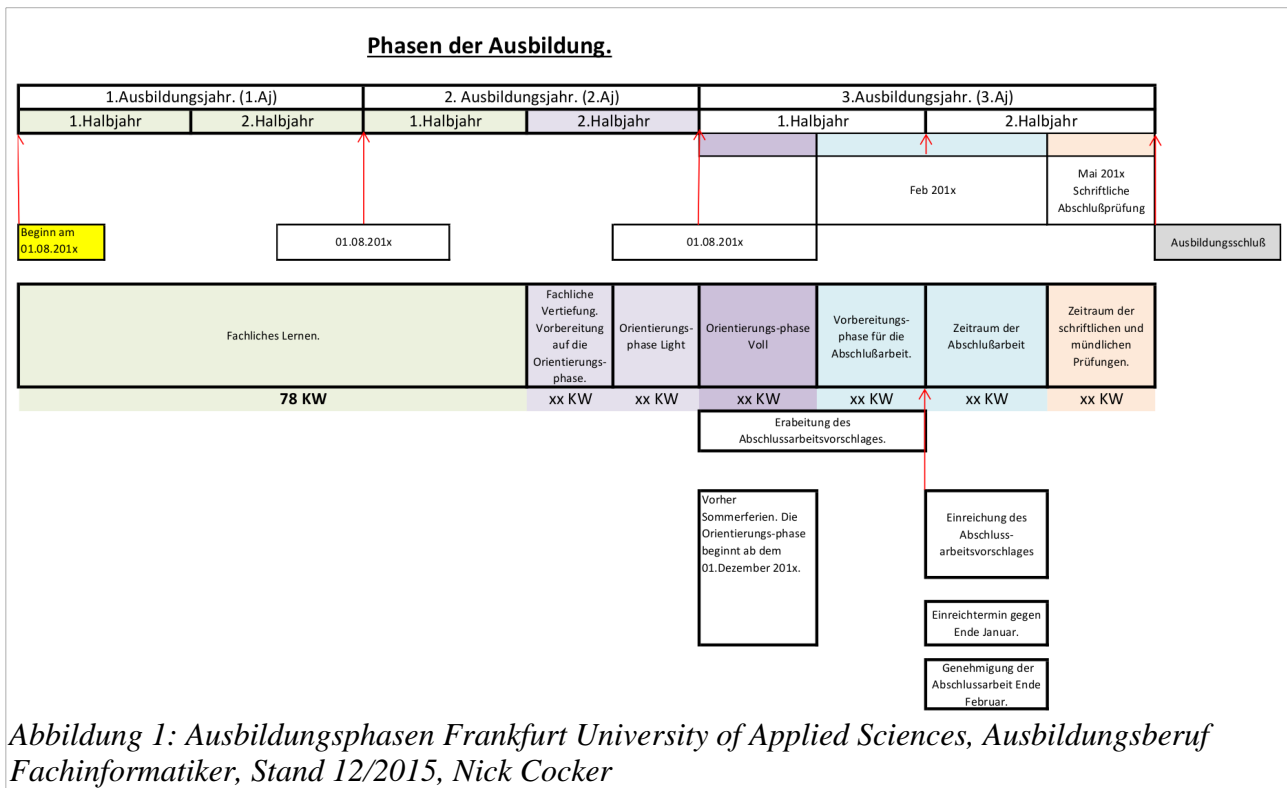 Phasen der Ausbildung.
1.Ausbildungsjahr. (1.Aj)
2. Ausbildungsjahr. (2.Aj)
3.Ausbildungsjahr. (3.Aj)
1.Halbjahr
2.Halbjahr
1.Halbjahr
2.Halbjahr
1.Halbjahr
2.Halbjahr
Feb 201x
Mai 201x
Schriftliche
Abschlußprüfung
Beginn am
01.08.201x
01.08.201x
01.08.201x
Ausbildungsschluß
Fachliches Lernen.
Fachliche
Vertiefung.
Vorbereitung
auf die
Orientierungs-
phase.
Orientierungs-
phase Light
Orientierungs-phase
Voll
Vorbereitungs-
phase für die
Abschlußarbeit.
Zeitraum der
Abschlußarbeit
Zeitraum der
schriftlichen und
mündlichen
Prüfungen.
78 KW
xx KW
xx KW
xx KW
xx KW
xx KW
xx KW
Erabeitung des
Abschlussarbeitsvorschlages.
Vorher
Sommerferien. Die
Orientierungs-phase
beginnt ab dem
01.Dezember 201x.
Einreichung des
Abschluss-
arbeitsvorschlages
Einreichtermin gegen
Ende Januar.
Genehmigung der
Abschlussarbeit Ende
Februar.
Abbildung 1: Ausbildungsphasen Frankfurt University of Applied Sciences, Ausbildungsberuf
Fachinformatiker, Stand 12/2015, Nick Cocker